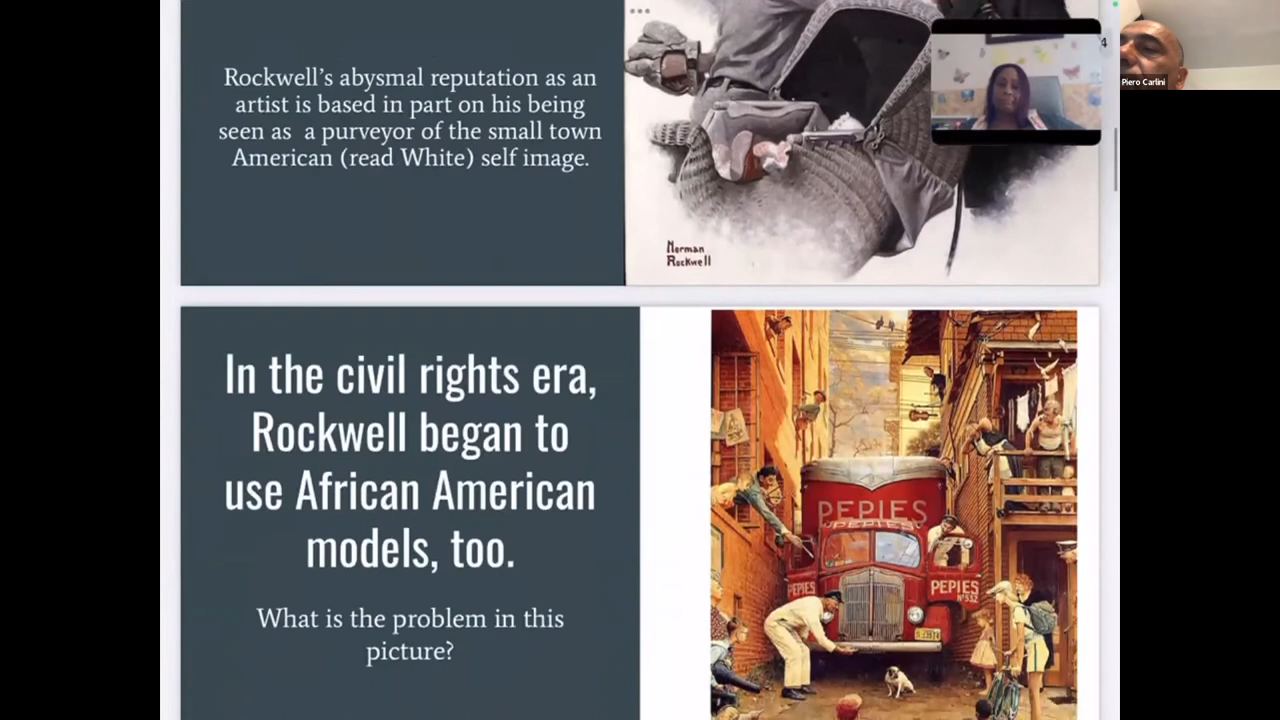 Rockwell's abysmal reputation as an
artist is based in part on his being
seen as a purveyor of the small town
American (read White) self image.
Norman
Rockwell
4
Piero Carlini
In the civil rights era,
Rockwell began to
use African American
models, too.
What is the problem in this
picture?
PEPIES
PEPIES
PEPIES
PEPIES